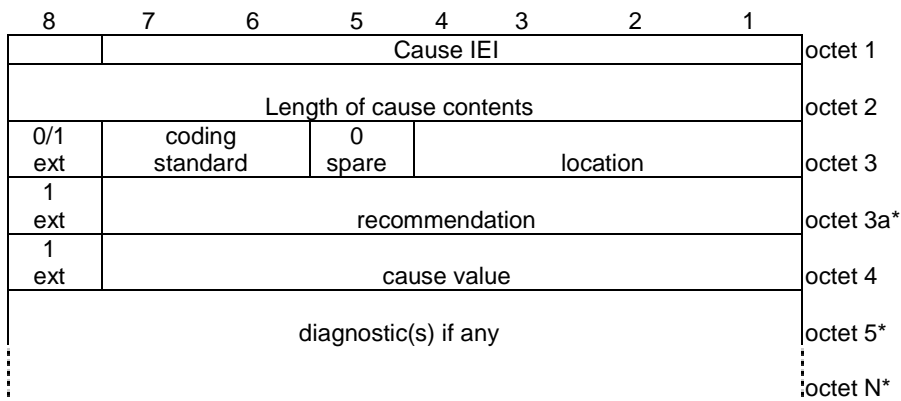 8 7 6 5 4 3 2 1
Cause IEI octet 1
Length of cause contents octet 2
0/1 coding 0
ext standard spare location octet 3
1
ext recommendation octet 3a*
1
ext cause value octet 4
diagnostic(s) if any octet 5*
octet N*